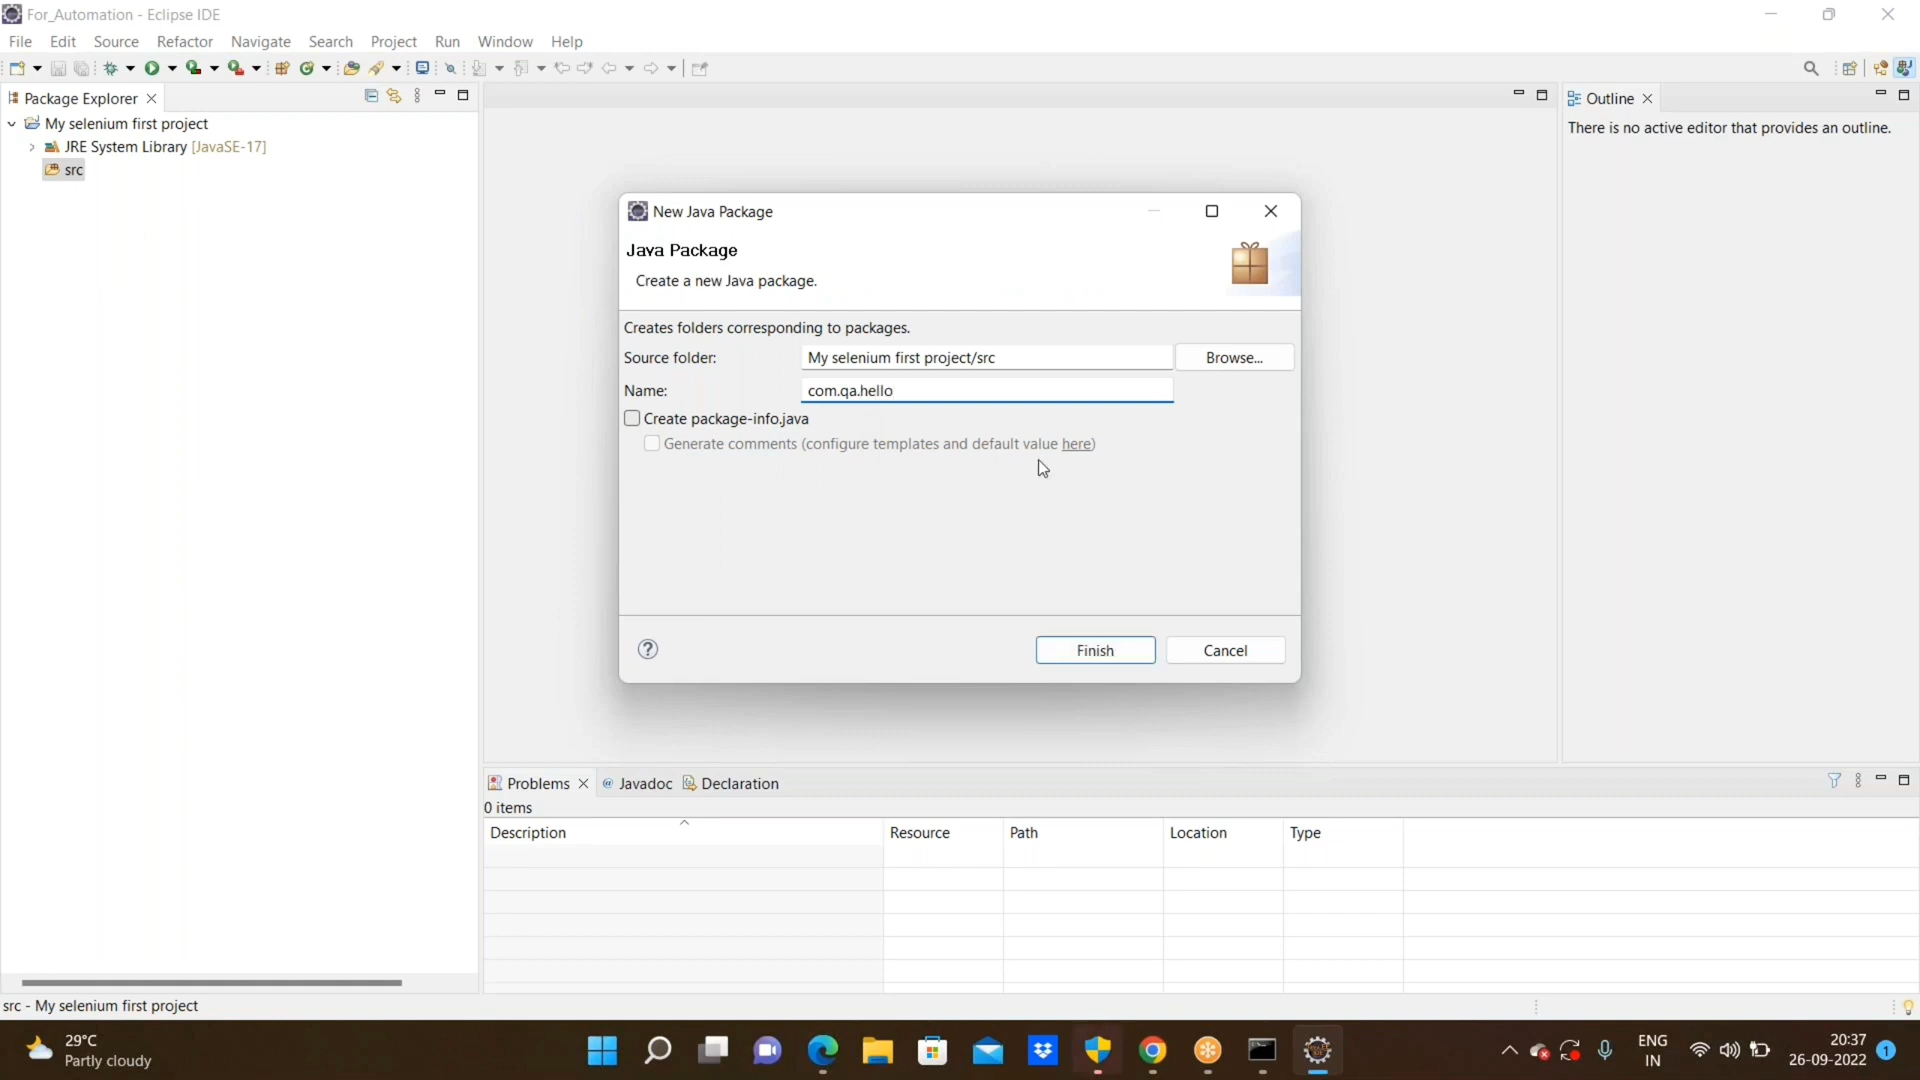 For_Automation - Eclipse IDE
File Edit Source Refactor Navigate Search Project Run Window Help
Package Explorer
Outline
My selenium first project
There is no active editor that provides an outline.
JRE System Library [JavaSE-17]
src
New Java Package
Java Package
Create a new Java package.
Creates folders corresponding to packages.
Source folder: My selenium first project/src Browse...
Name: com.qa.hello
Create package-info.java
Generate comments (configure templates and default value here)
Finish Cancel
Problems Javadoc Declaration
0 items
Description Resource Path Location Type
src - My selenium first project
29°C
Partly cloudy
ENG
IN
20:37
26-09-2022
1